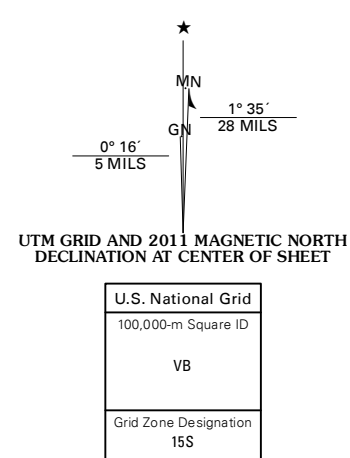 ★
MN
GN
1° 35´
28 MILS
0° 16´
5 MILS
UTM GRID AND 2011 MAGNETIC NORTH
DECLINATION AT CENTER OF SHEET
U.S. National Grid
100,000-m Square ID
VB
Grid Zone Designation
15S